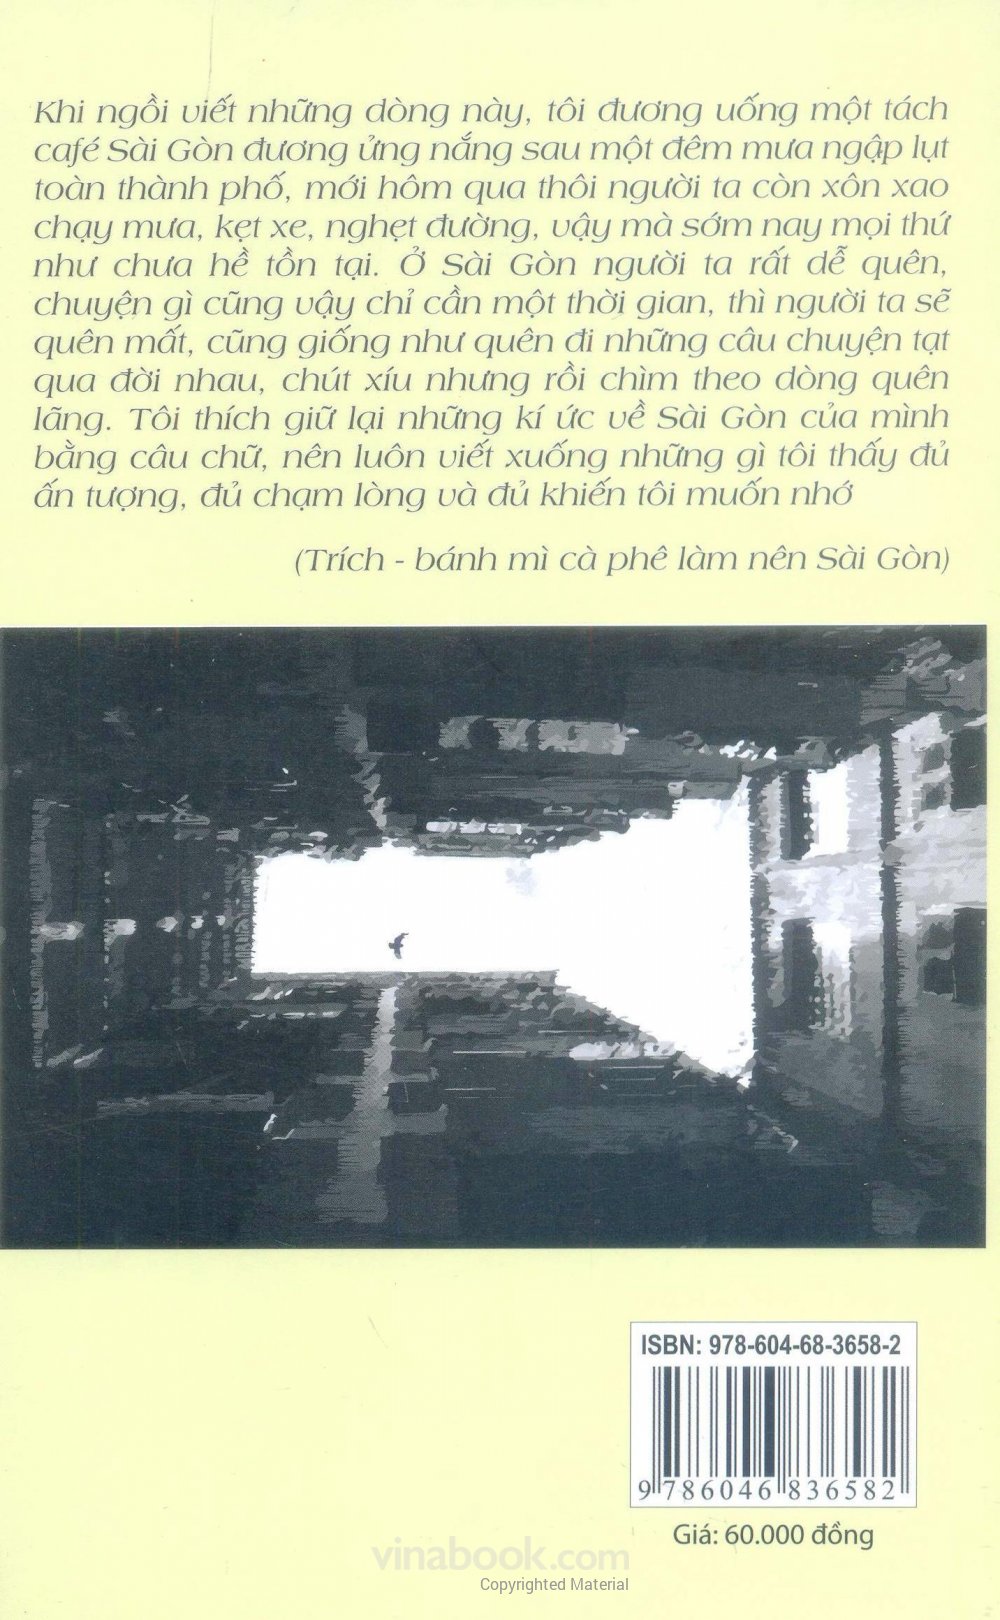 Khi ngồi viết những dòng này, tôi đương uống một tách
café Sài Gòn đương ửng nắng sau một đêm mưa ngập lụt
toàn thành phố, mới hôm qua thôi người ta còn xôn xao
chạy mưa, kẹt xe, nghẹt đường, vậy mà sớm nay mọi thứ
như chưa hề tồn tại. Ở Sài Gòn người ta rất dễ quên,
chuyện gì cũng vậy chỉ cần một thời gian, thì người ta sẽ
quên mất, cũng giống như quên đi những câu chuyện tạt
qua đời nhau, chút xíu nhưng rồi chìm theo dòng quên
lãng. Tôi thích giữ lại những kí ức về Sài Gòn của mình
bằng câu chữ, nên luôn viết xuống những gì tôi thấy đủ
ấn tượng, đủ chạm lòng và đủ khiến tôi muốn nhớ
(Trích - bánh mì cà phê làm nên Sài Gòn)
ISBN: 978-604-68-3658-2
9 786046 836582
Giá: 60.000 đồng
vinabook.com
Copyrighted Material